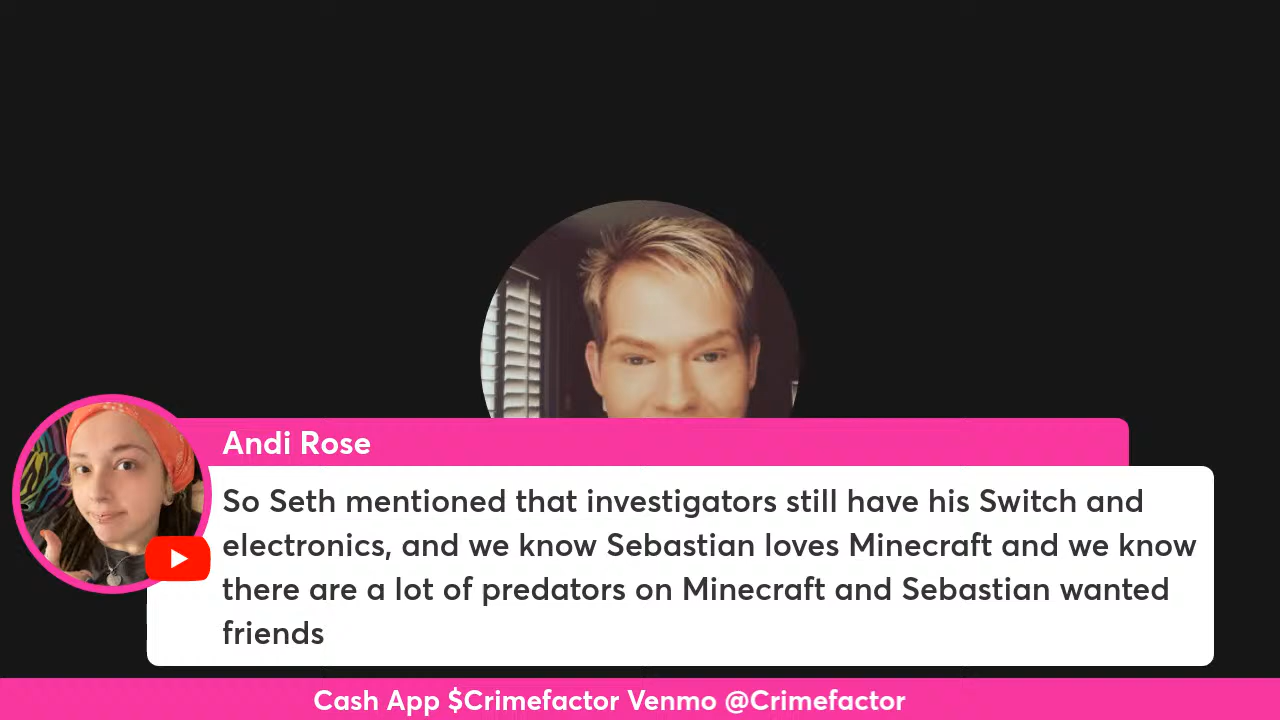 Andi Rose
So Seth mentioned that investigators still have his Switch and
electronics, and we know Sebastian loves Minecraft and we know
there are a lot of predators on Minecraft and Sebastian wanted
friends
Cash App $Crimefactor Venmo @Crimefactor